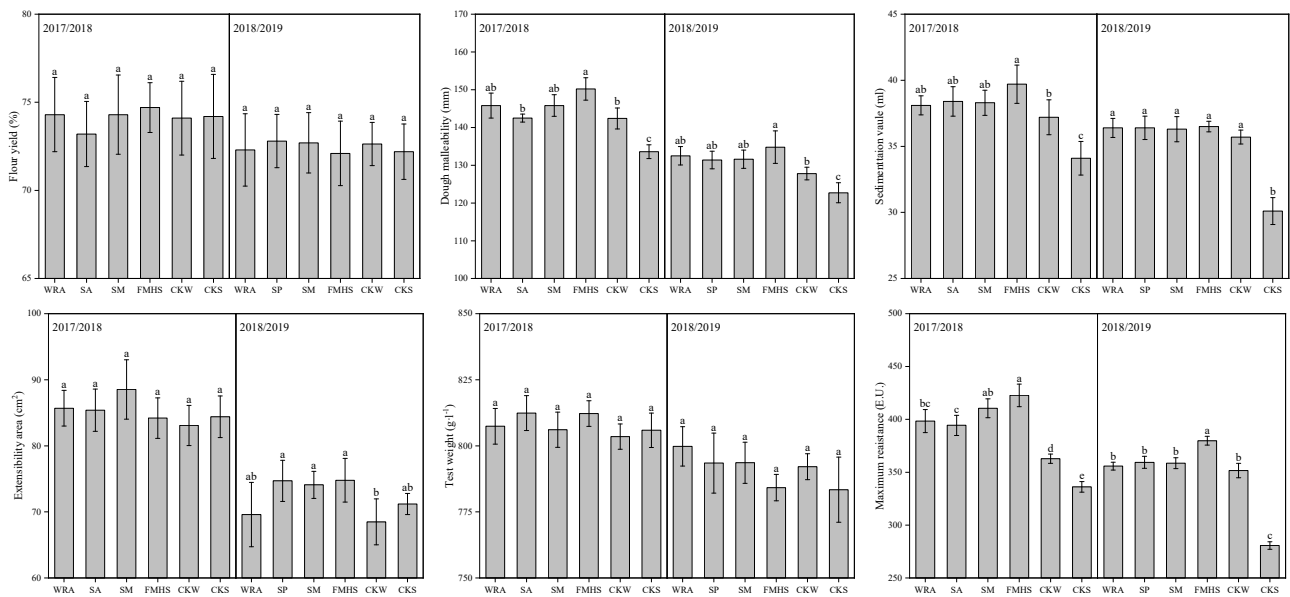 2017/2018
2018/2019
Flour yield (%)
80
75
70
65
a a a a a a a a a a a a
WRA SA SM FMHS CKW CKS WRA SP SM FMHS CKW CKS
2017/2018
2018/2019
Dough malleability (mm)
170
160
150
140
130
120
110
100
ab b ab a b c ab ab ab a b c
WRA SA SM FMHS CKW CKS WRA SP SM FMHS CKW CKS
2017/2018
2018/2019
Sedimenttaion vaule (ml)
45
40
35
30
25
ab ab ab a b c a a a a a b
WRA SA SM FMHS CKW CKS WRA SP SM FMHS CKW CKS
2017/2018
2018/2019
Extensibility area (cm²)
100
90
80
70
60
a a a a a a ab a a a b ab
WRA SA SM FMHS CKW CKS WRA SP SM FMHS CKW CKS
2017/2018
2018/2019
Test weight (g·l⁻¹)
850
825
800
775
750
a a a a a a a a a a a a
WRA SA SM FMHS CKW CKS WRA SP SM FMHS CKW CKS
2017/2018
2018/2019
Maximum reaistance (E.U.)
500
450
400
350
300
250
bc c ab a d e b b b a b c
WRA SA SM FMHS CKW CKS WRA SP SM FMHS CKW CKS